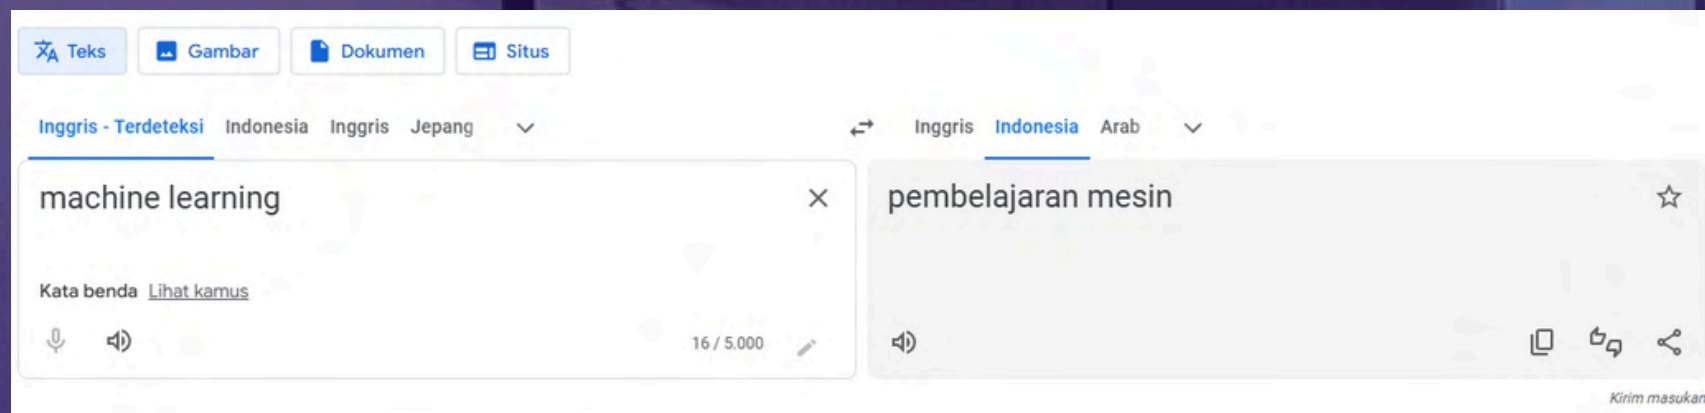 Teks Gambar Dokumen Situs
Inggris - Terdeteksi Indonesia Inggris Jepang Inggris Indonesia Arab
machine learning
pembelajaran mesin
Kata benda Lihat kamus
16 / 5.000
Kirim masukan